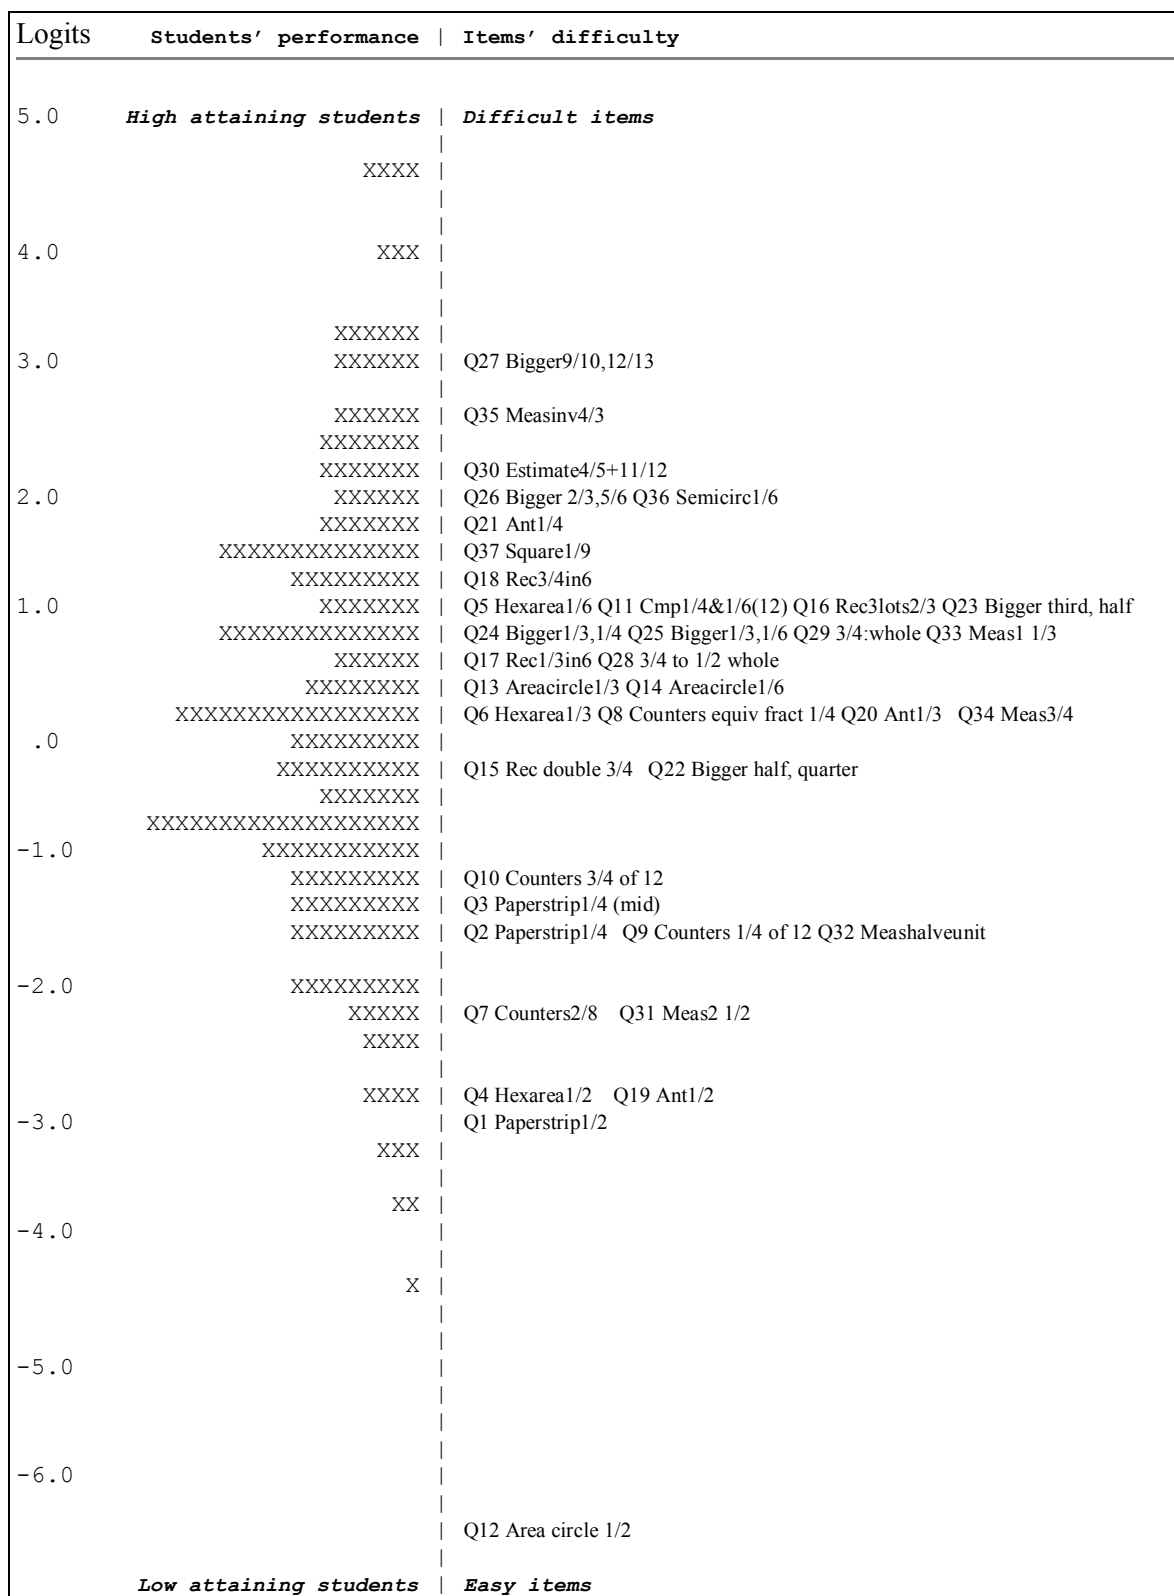 Logits Students’ performance | Items’ difficulty
5.0 High attaining students | Difficult items
|
XXXX |
|
|
4.0 XXX |
|
|
XXXXXX |
3.0 XXXXXX | Q27 Bigger9/10,12/13
|
XXXXXX | Q35 Measinv4/3
XXXXXXX |
XXXXXXX | Q30 Estimate4/5+11/12
2.0 XXXXXX | Q26 Bigger 2/3,5/6 Q36 Semicirc1/6
XXXXXXX | Q21 Ant1/4
XXXXXXXXXXXXXX | Q37 Square1/9
XXXXXXXXX | Q18 Rec3/4in6
1.0 XXXXXXX | Q5 Hexarea1/6 Q11 Cmp1/4&1/6(12) Q16 Rec3lots2/3 Q23 Bigger third, half
XXXXXXXXXXXXXX | Q24 Bigger1/3,1/4 Q25 Bigger1/3,1/6 Q29 3/4:whole Q33 Meas1 1/3
XXXXXX | Q17 Rec1/3in6 Q28 3/4 to 1/2 whole
XXXXXXXX | Q13 Areacircle1/3 Q14 Areacircle1/6
XXXXXXXXXXXXXXXXX | Q6 Hexarea1/3 Q8 Counters equiv fract 1/4 Q20 Ant1/3 Q34 Meas3/4
.0 XXXXXXXXX |
XXXXXXXXXX | Q15 Rec double 3/4 Q22 Bigger half, quarter
XXXXXXX |
XXXXXXXXXXXXXXXXXXX |
-1.0 XXXXXXXXXXX |
XXXXXXXXX | Q10 Counters 3/4 of 12
XXXXXXXXX | Q3 Paperstrip1/4 (mid)
XXXXXXXXX | Q2 Paperstrip1/4 Q9 Counters 1/4 of 12 Q32 Meashalveunit
|
-2.0 XXXXXXXXX |
XXXXX | Q7 Counters2/8 Q31 Meas2 1/2
XXXX |
|
XXXX | Q4 Hexarea1/2 Q19 Ant1/2
-3.0 | Q1 Paperstrip1/2
XXX |
|
XX |
-4.0 |
|
X |
|
|
-5.0 |
|
|
|
-6.0 |
|
| Q12 Area circle 1/2
|
Low attaining students | Easy items